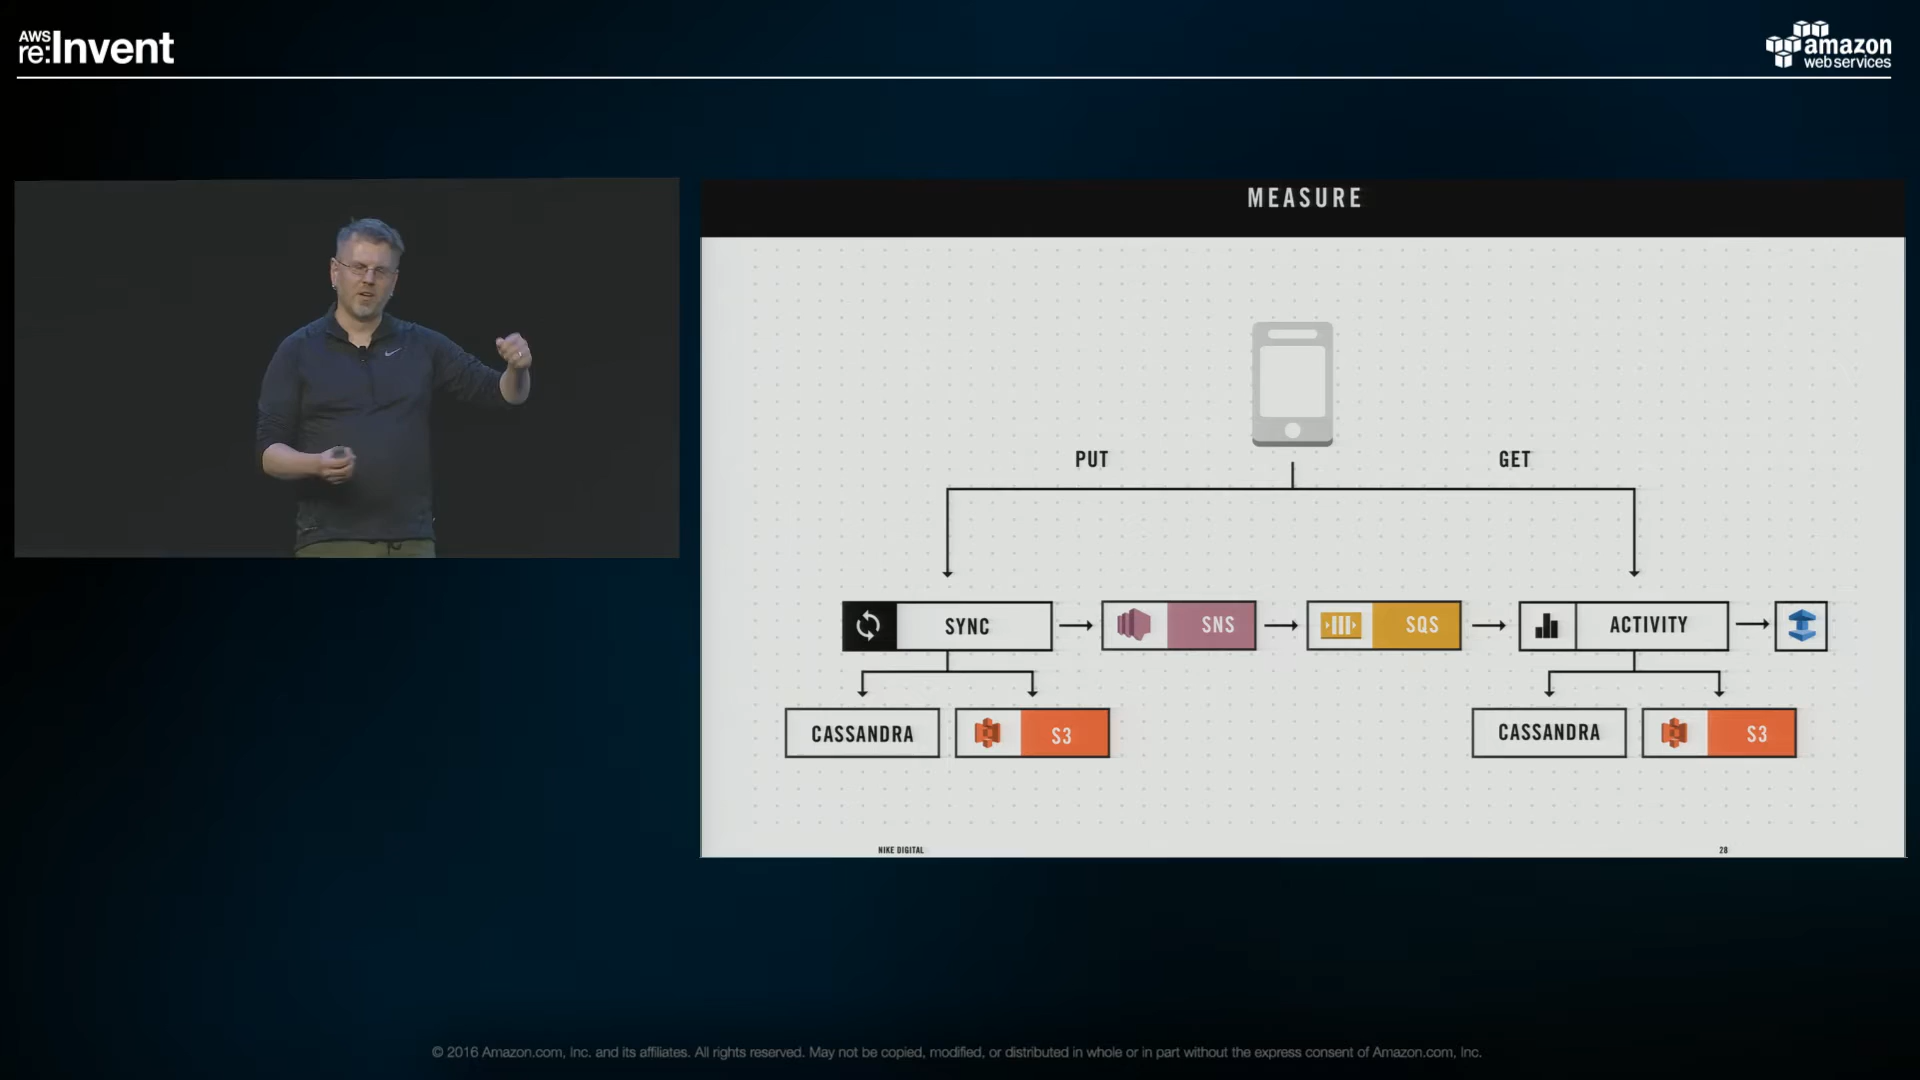 AWS
re:Invent
amazon
web services
MEASURE
PUT
GET
SYNC
SNS
SQS
ACTIVITY
CASSANDRA
S3
CASSANDRA
S3
NIKE DIGITAL
28
© 2016 Amazon.com, Inc. and its affiliates. All rights reserved. May not be copied, modified, or distributed in whole or in part without the express consent of Amazon.com, Inc.